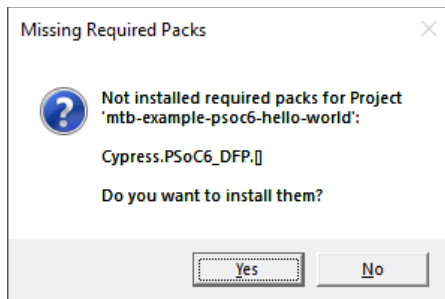 Missing Required Packs
Not installed required packs for Project
'mtb-example-psoc6-hello-world':
Cypress.PSoC6_DFP.[]
Do you want to install them?
Yes
No